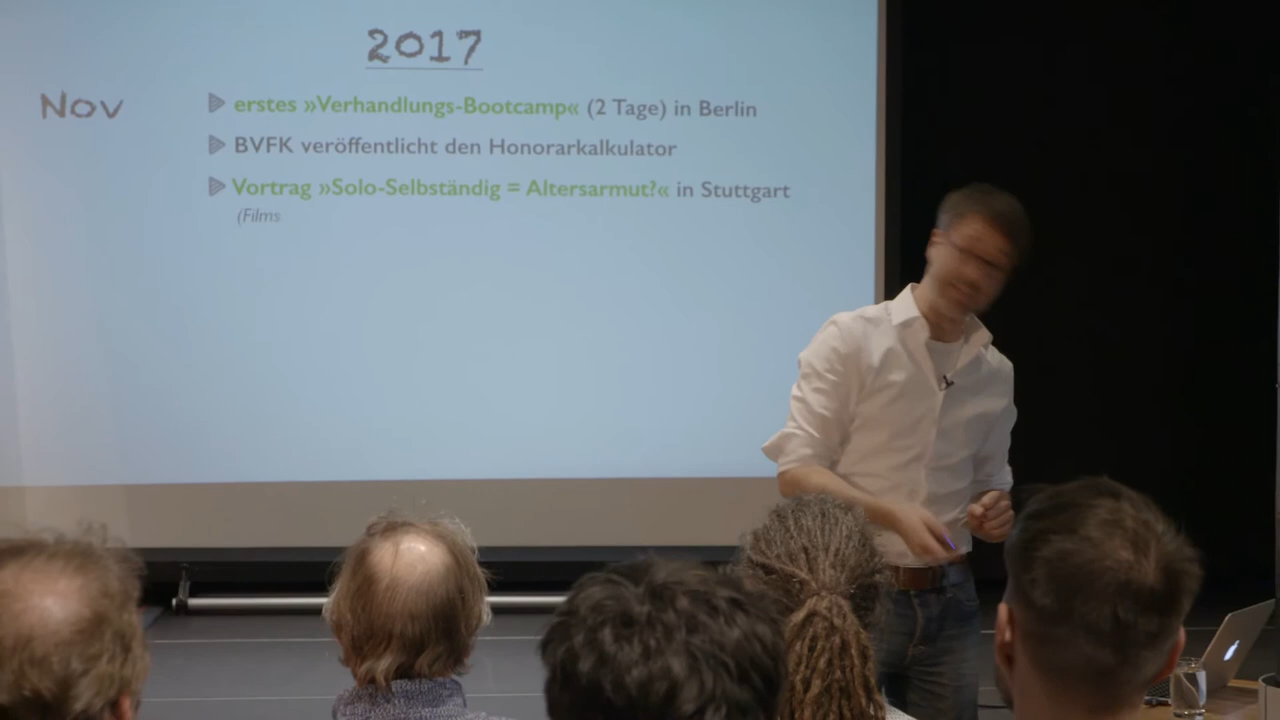 2017
Nov
erstes »Verhandlungs-Bootcamp« (2 Tage) in Berlin
BVFK veröffentlicht den Honorarkalkulator
Vortrag »Solo-Selbständig = Altersarmut?« in Stuttgart
(Films